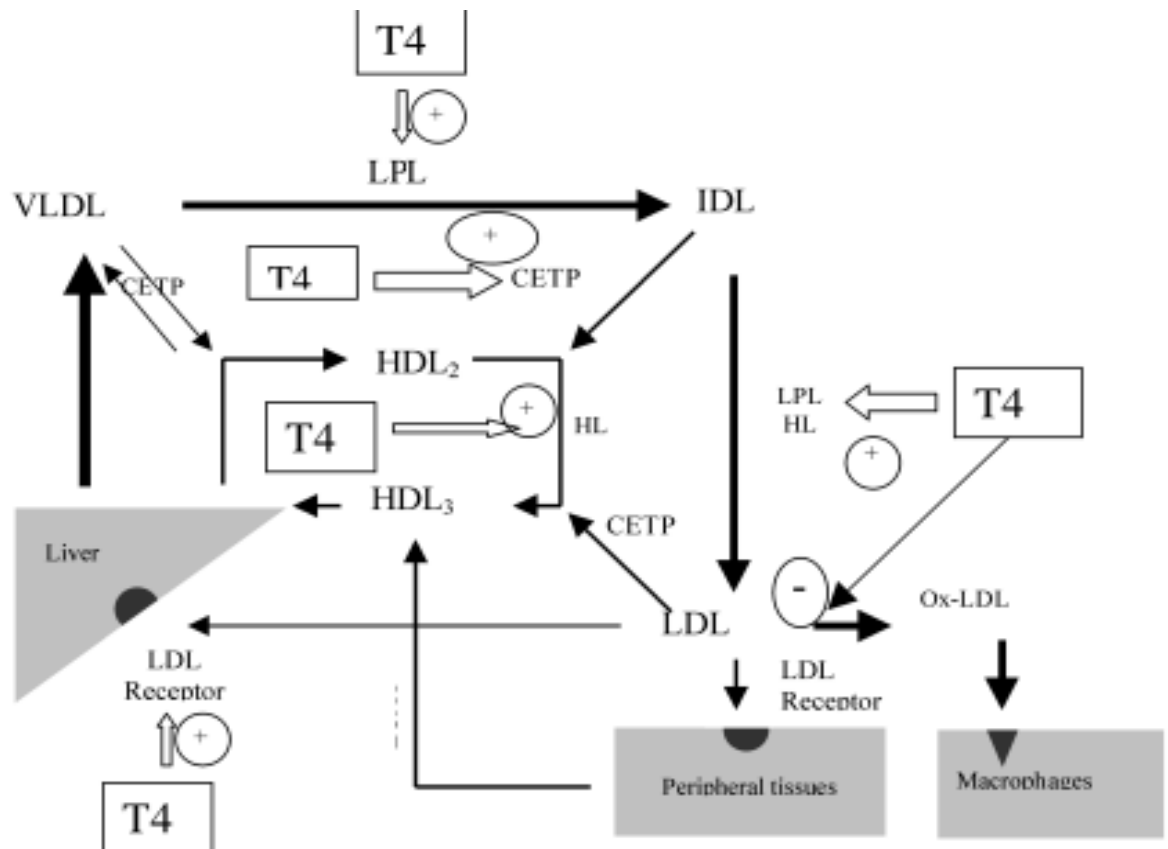 T4
+
LPL
VLDL
IDL
+
T4
CETP
CETP
HDL2
+
T4
HL
LPL
HL
T4
+
HDL3
CETP
Liver
-
Ox-LDL
LDL
LDL
Receptor
LDL
Receptor
+
Peripheral tissues
Macrophages
T4